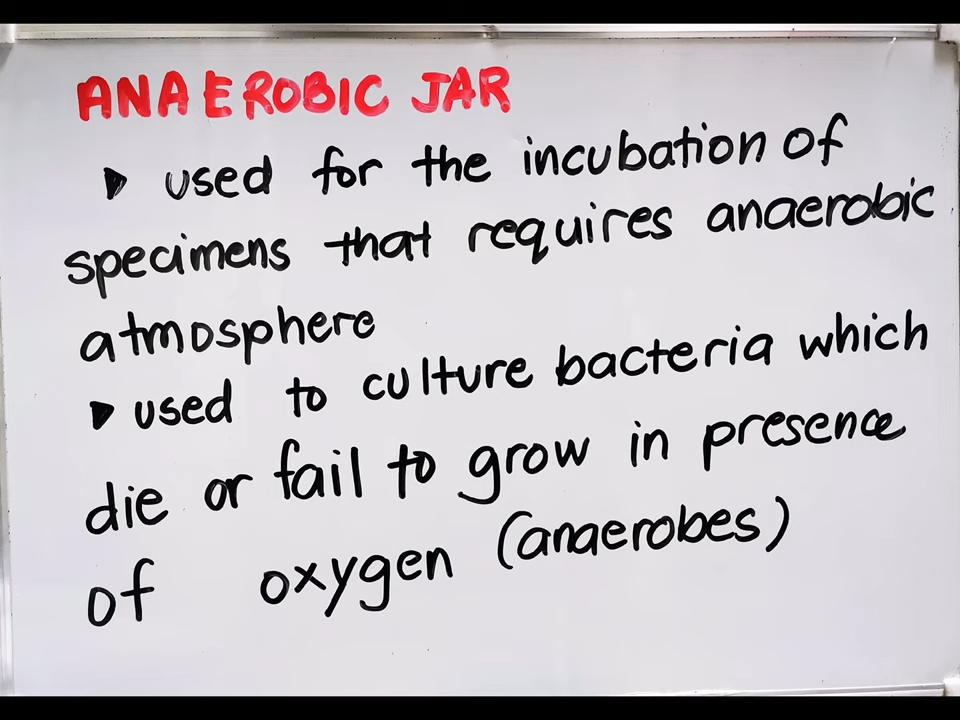 ANAEROBIC JAR
▶ used for the incubation of
specimens that requires anaerobic
atmosphere
▶ used to culture bacteria which
die or fail to grow in presence
of oxygen (anaerobes)